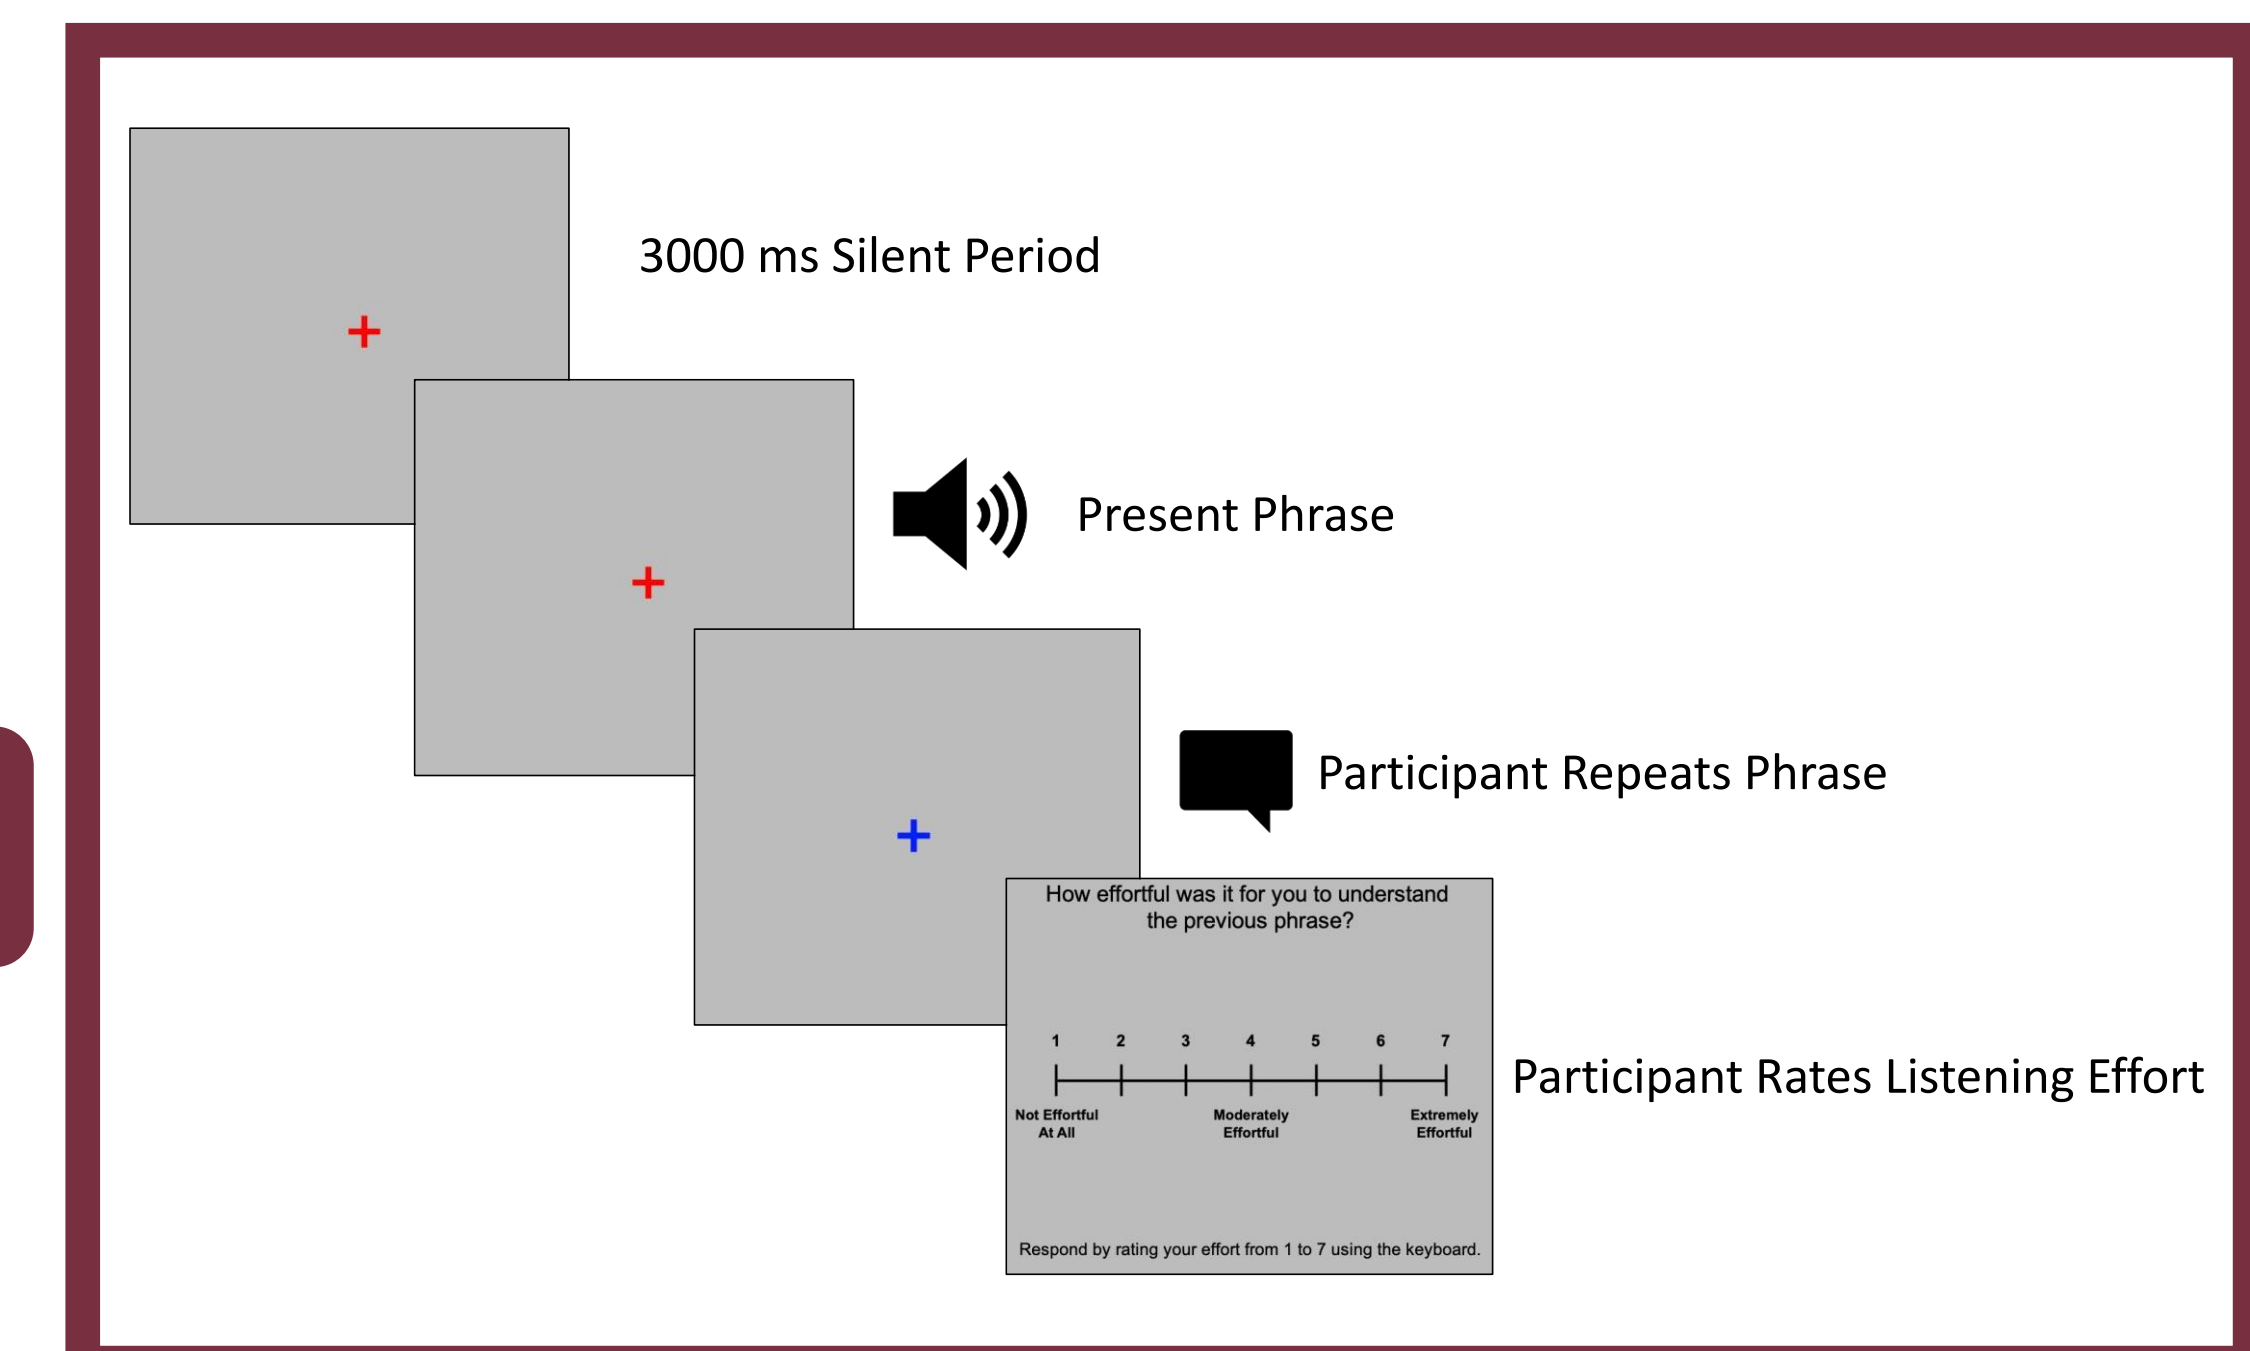 3000 ms Silent Period
Present Phrase
Participant Repeats Phrase
How effortful was it for you to understand
the previous phrase?
1 2 3 4 5 6 7
Not Effortful Moderately Extremely
At All Effortful Effortful
Participant Rates Listening Effort
Respond by rating your effort from 1 to 7 using the keyboard.